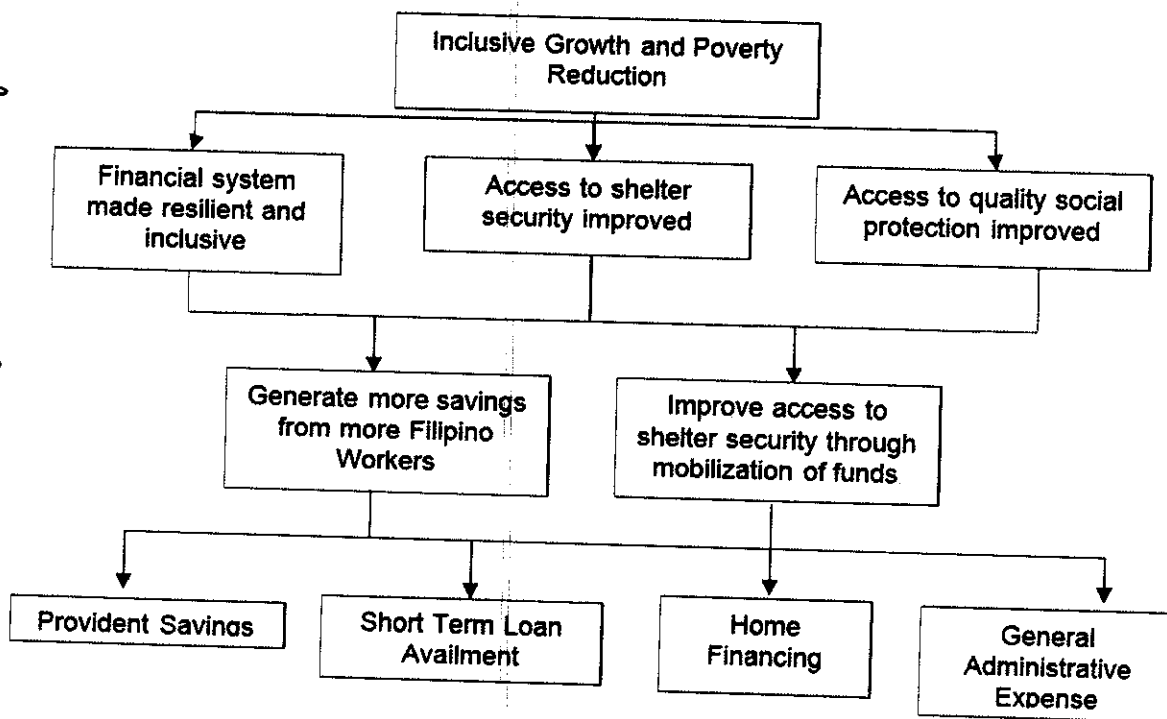 Inclusive Growth and Poverty
Reduction
Financial system
made resilient and
inclusive
Access to shelter
security improved
Access to quality social
protection improved
Generate more savings
from more Filipino
Workers
Improve access to
shelter security through
mobilization of funds
Provident Savings
Short Term Loan
Availment
Home
Financing
General
Administrative
Expense